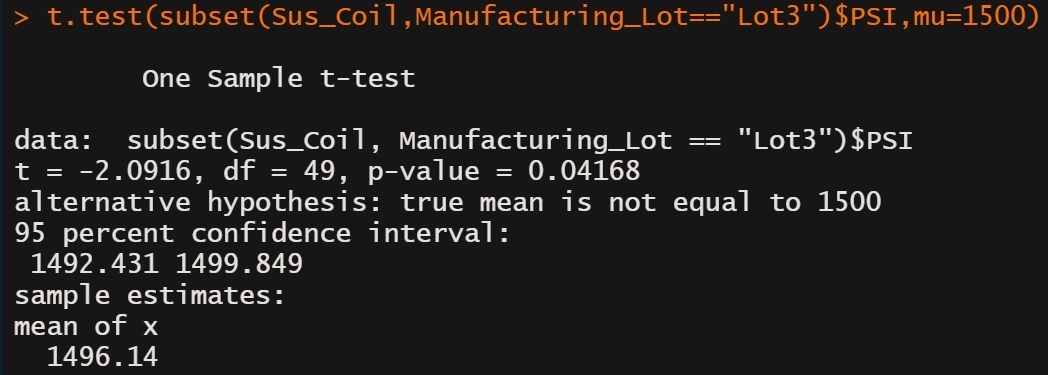 > t.test(subset(Sus_Coil,Manufacturing_Lot=="Lot3")$PSI,mu=1500)
One Sample t-test
data:  subset(Sus_Coil, Manufacturing_Lot == "Lot3")$PSI
t = -2.0916, df = 49, p-value = 0.04168
alternative hypothesis: true mean is not equal to 1500
95 percent confidence interval:
1492.431 1499.849
sample estimates:
mean of x
1496.14